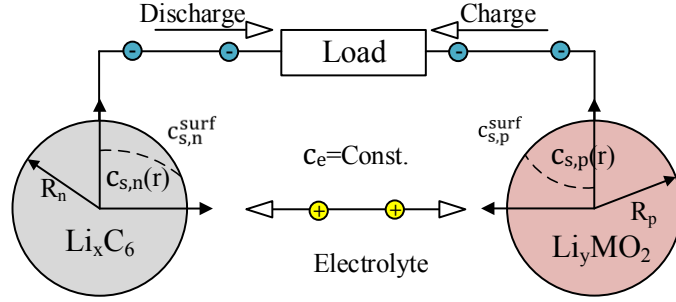 Discharge
Charge
Load
c_{s,n}^{surf}
c_{s,p}^{surf}
c_e=Const.
R_n
c_{s,n}(r)
c_{s,p}(r)
R_p
Li_xC_6
Li_yMO_2
Electrolyte